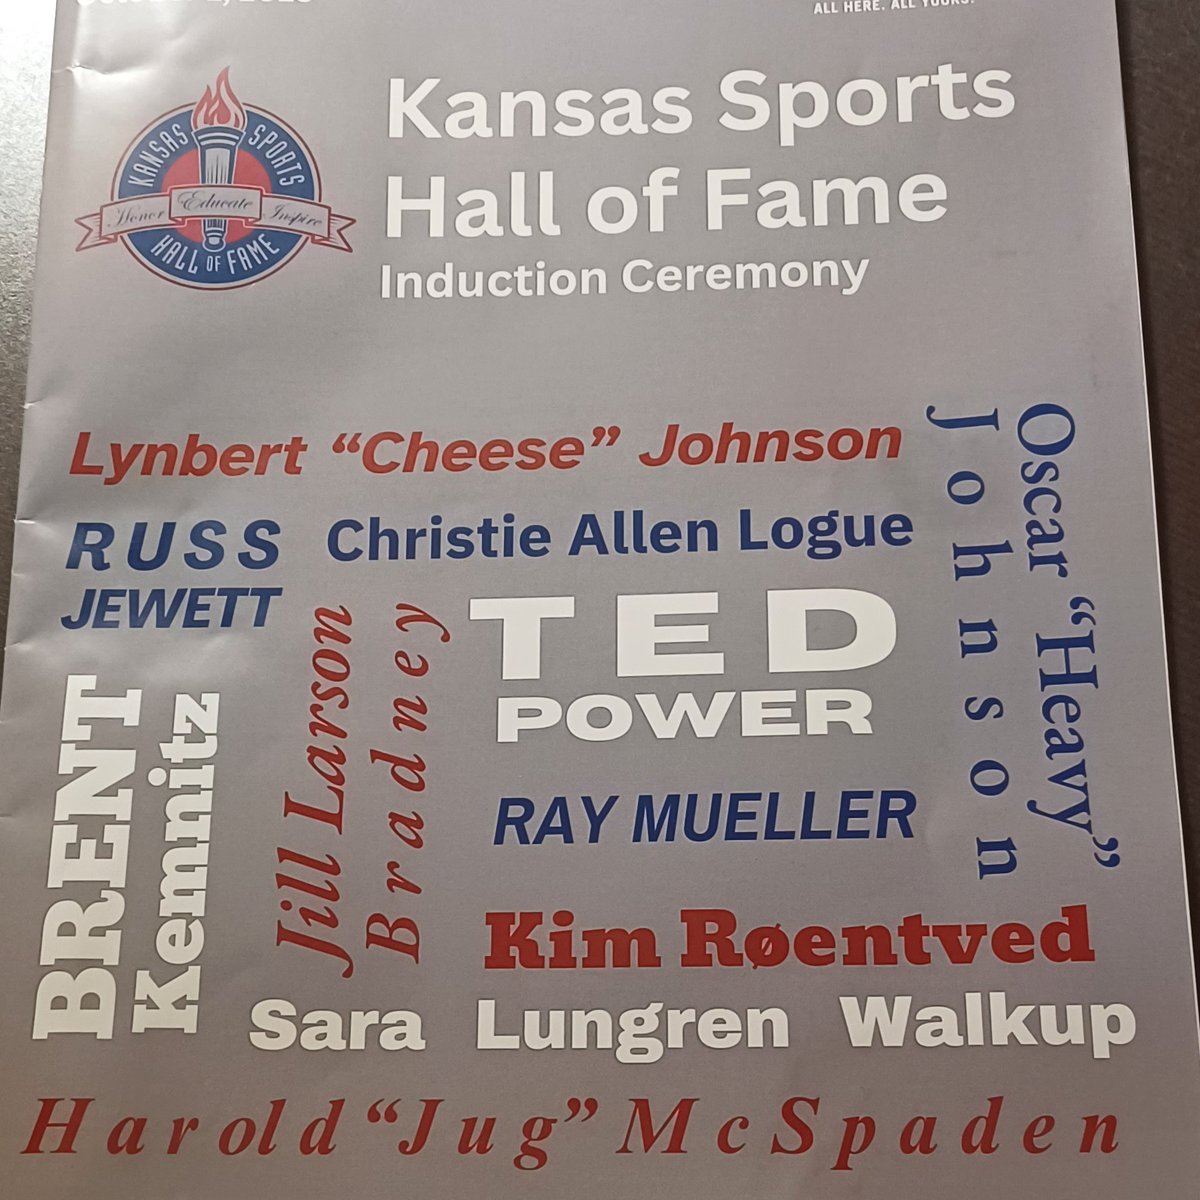 ALL HERE. ALL YOURS.
KANSAS SPORTS
Honor Educate Inspire
HALL OF FAME
Kansas Sports
Hall of Fame
Induction Ceremony
Lynbert “Cheese” Johnson
Oscar “Heavy”
Johnson
RUSS
JEWETT
Christie Allen Logue
TED
POWER
Jill Larson
Bradney
BRENT
Kemnitz
RAY MUELLER
Kim Røentved
Sara Lungren Walkup
Harold “Jug” McSpaden